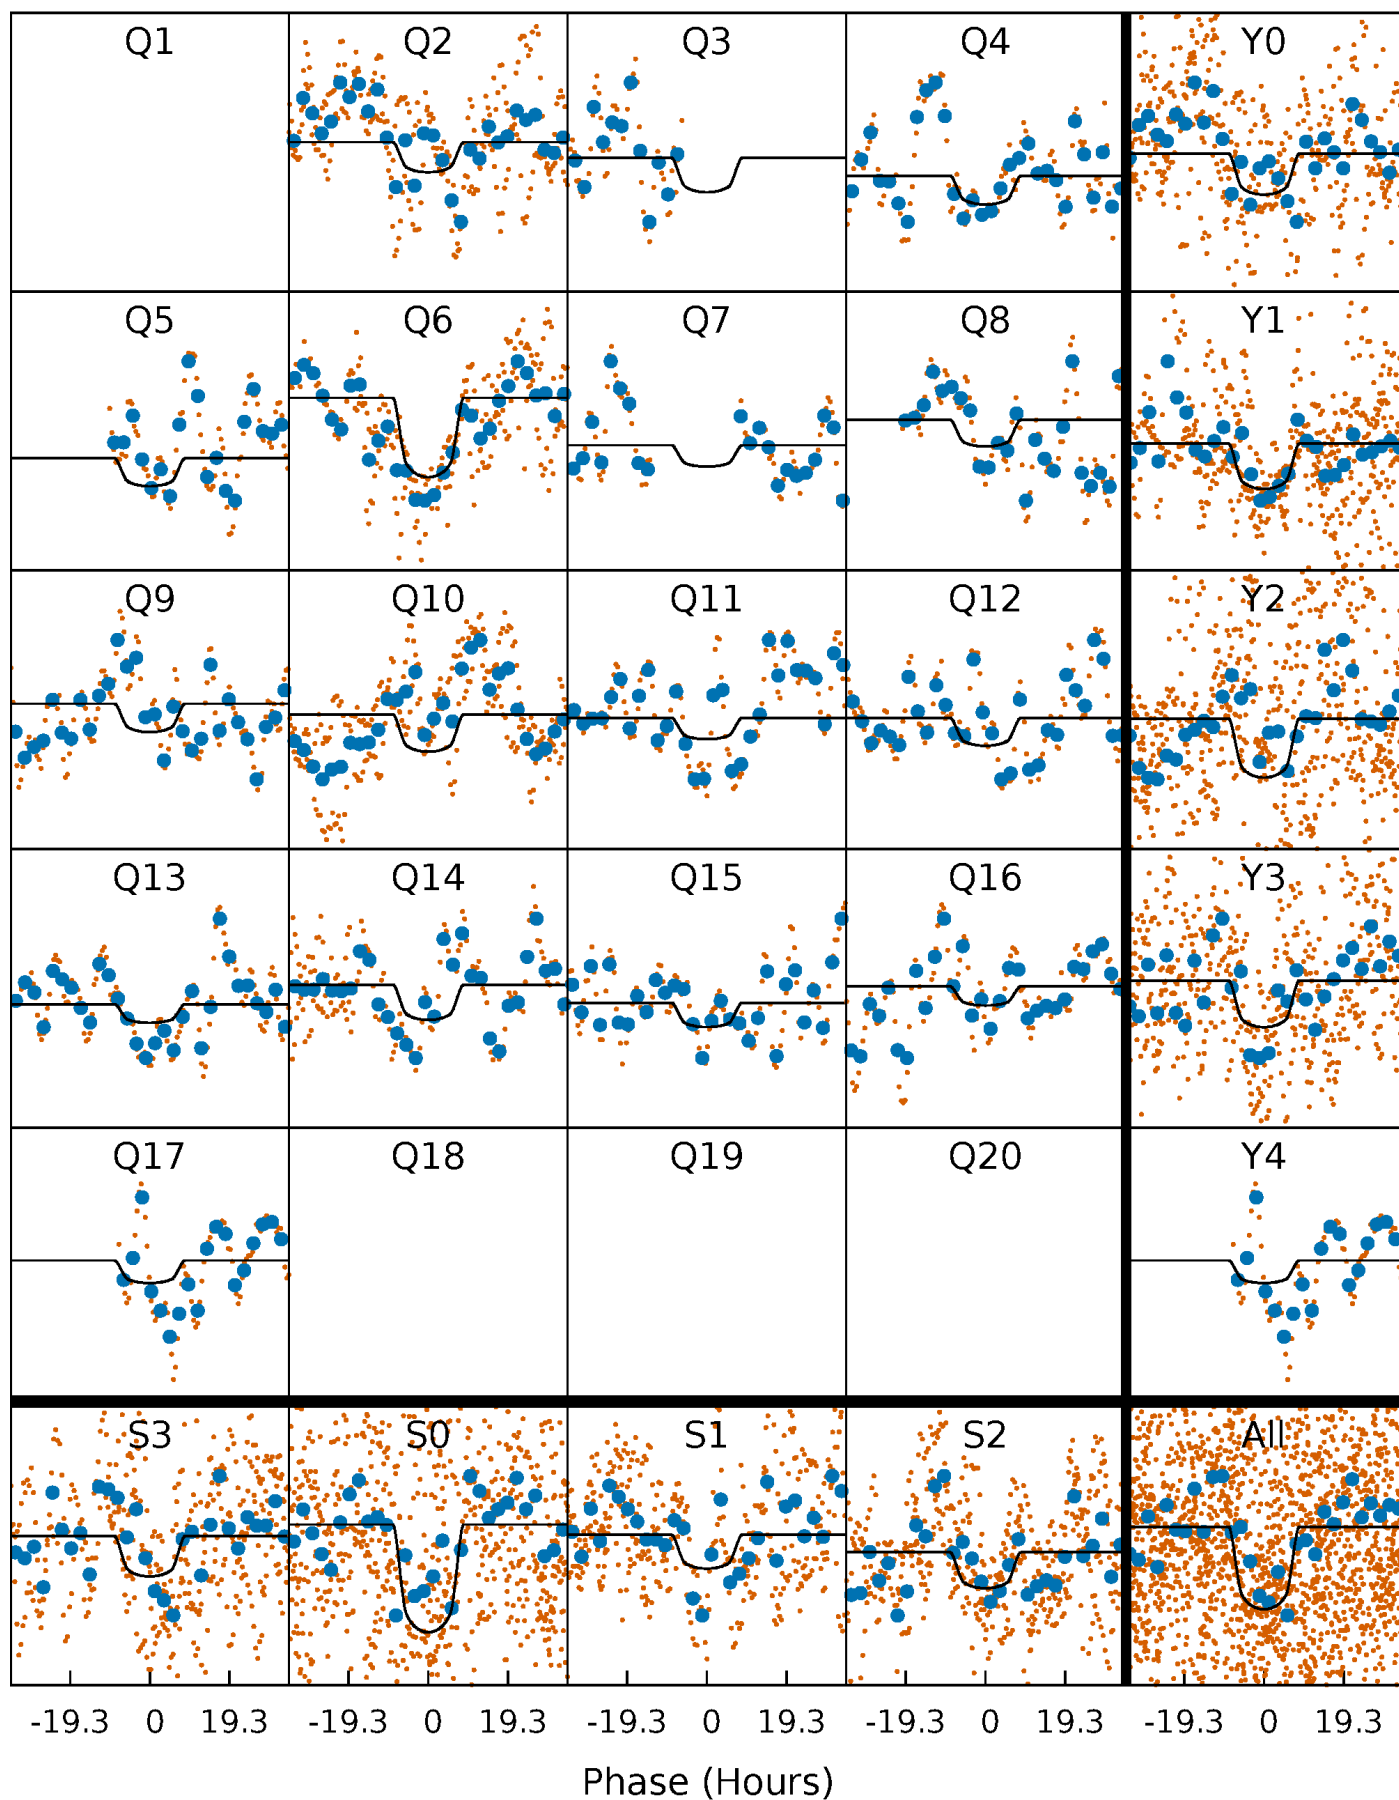 Q1 Q2 Q3 Q4 Y0
Q5 Q6 Q7 Q8 Y1
Q9 Q10 Q11 Q12 Y2
Q13 Q14 Q15 Q16 Y3
Q17 Q18 Q19 Q20 Y4
S3 S0 S1 S2 All
-19.3 0 19.3 -19.3 0 19.3 -19.3 0 19.3 -19.3 0 19.3 -19.3 0 19.3
Phase (Hours)